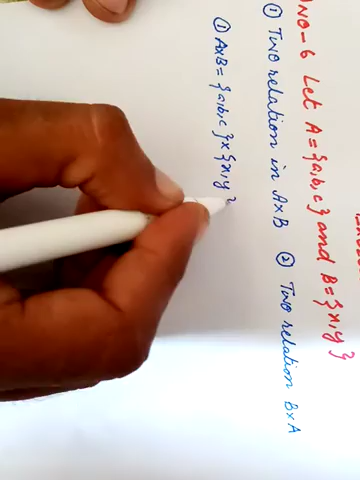 NO-6 Let A = {a,b,c} and B = {x,y}
① Two relation in A×B ② Two relation B×A
① A×B = {a,b,c} × {x,y}